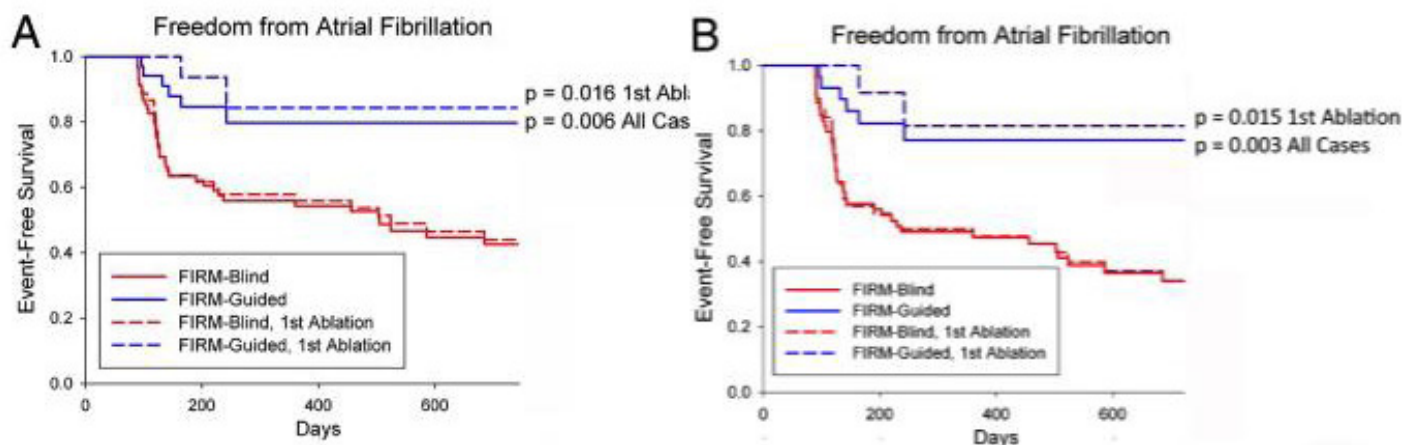 A
Freedom from Atrial Fibrillation
1.0
0.8
0.6
0.4
0.2
0.0
Event-Free Survival
p = 0.016 1st Abl
p = 0.006 All Cas
FIRM-Blind
FIRM-Guided
FIRM-Blind, 1st Ablation
FIRM-Guided, 1st Ablation
0 200 400 600
Days
B
Freedom from Atrial Fibrillation
1.0
0.8
0.6
0.4
0.2
0.0
Event-Free Survival
p = 0.015 1st Ablation
p = 0.003 All Cases
FIRM-Blind
FIRM-Guided
FIRM-Blind, 1st Ablation
FIRM-Guided, 1st Ablation
0 200 400 600
Days